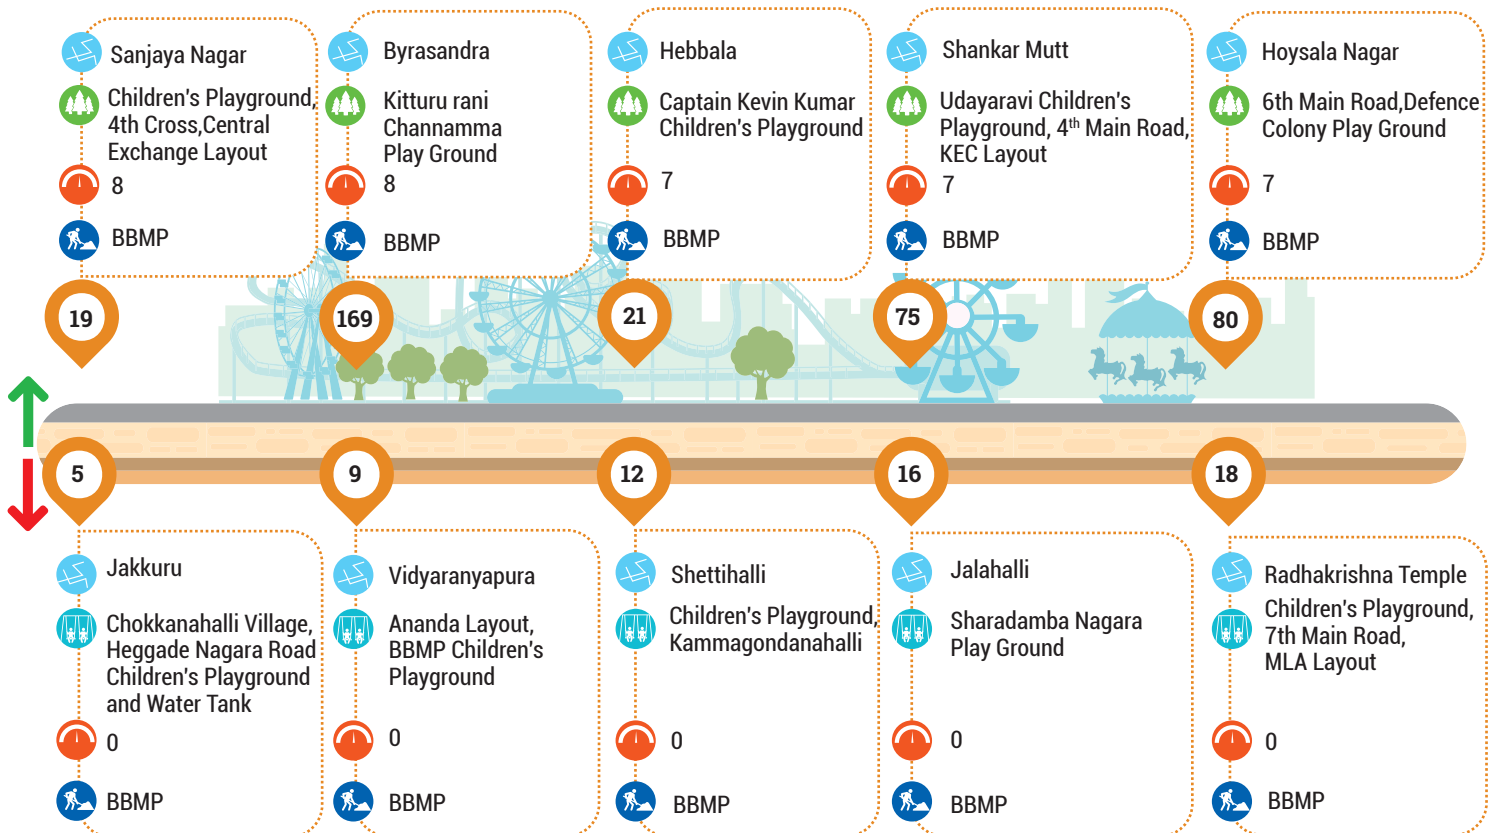 Sanjaya Nagar
Children's Playground,
4th Cross,Central
Exchange Layout
8
BBMP
19
Byrasandra
Kitturu rani
Channamma
Play Ground
8
BBMP
169
Hebbala
Captain Kevin Kumar
Children's Playground
7
BBMP
21
Shankar Mutt
Udayaravi Children's
Playground, 4th Main Road,
KEC Layout
7
BBMP
75
Hoysala Nagar
6th Main Road,Defence
Colony Play Ground
7
BBMP
80
5
Jakkuru
Chokkanahalli Village,
Heggade Nagara Road
Children's Playground
and Water Tank
0
BBMP
9
Vidyaranyapura
Ananda Layout,
BBMP Children's
Playground
0
BBMP
12
Shettihalli
Children's Playground,
Kammagondanahalli
0
BBMP
16
Jalahalli
Sharadamba Nagara
Play Ground
0
BBMP
18
Radhakrishna Temple
Children's Playground,
7th Main Road,
MLA Layout
0
BBMP